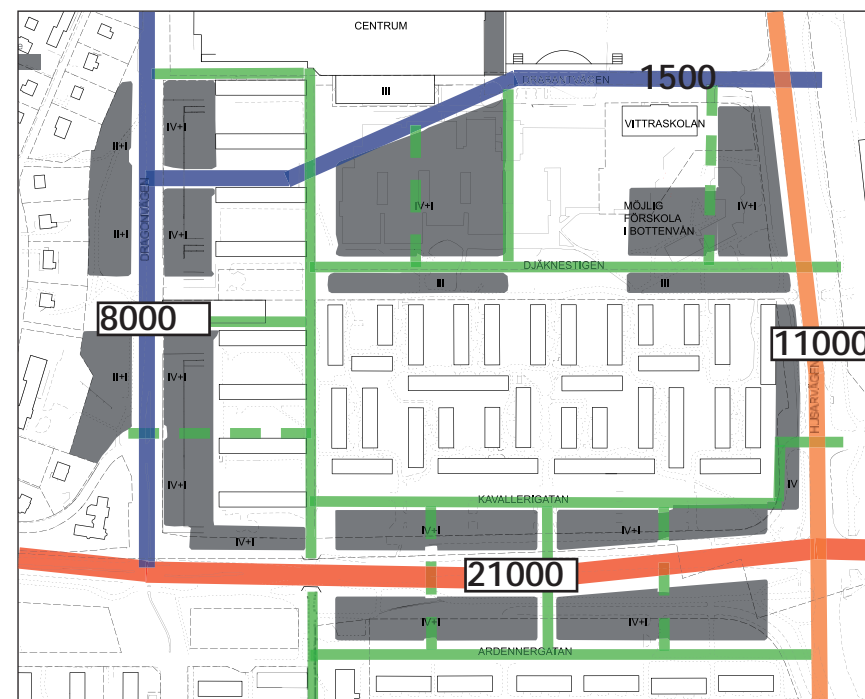 CENTRUM
1500
III
VITTRASKOLAN
IV+I
II+I
DRAGONVÄGEN
II+I
IV+I
IV+I
MÖJLIG
FÖRSKOLA
I BOTTENVÅN
IV+I
DJÄKNESTIGEN
III
III
8000
11000
HUSARVÄGEN
II+I
IV+I
KAVALLERIGATAN
IV
IV+I
IV+I
IV+I
IV+I
21000
IV+I
IV+I
ARDENNERGATAN